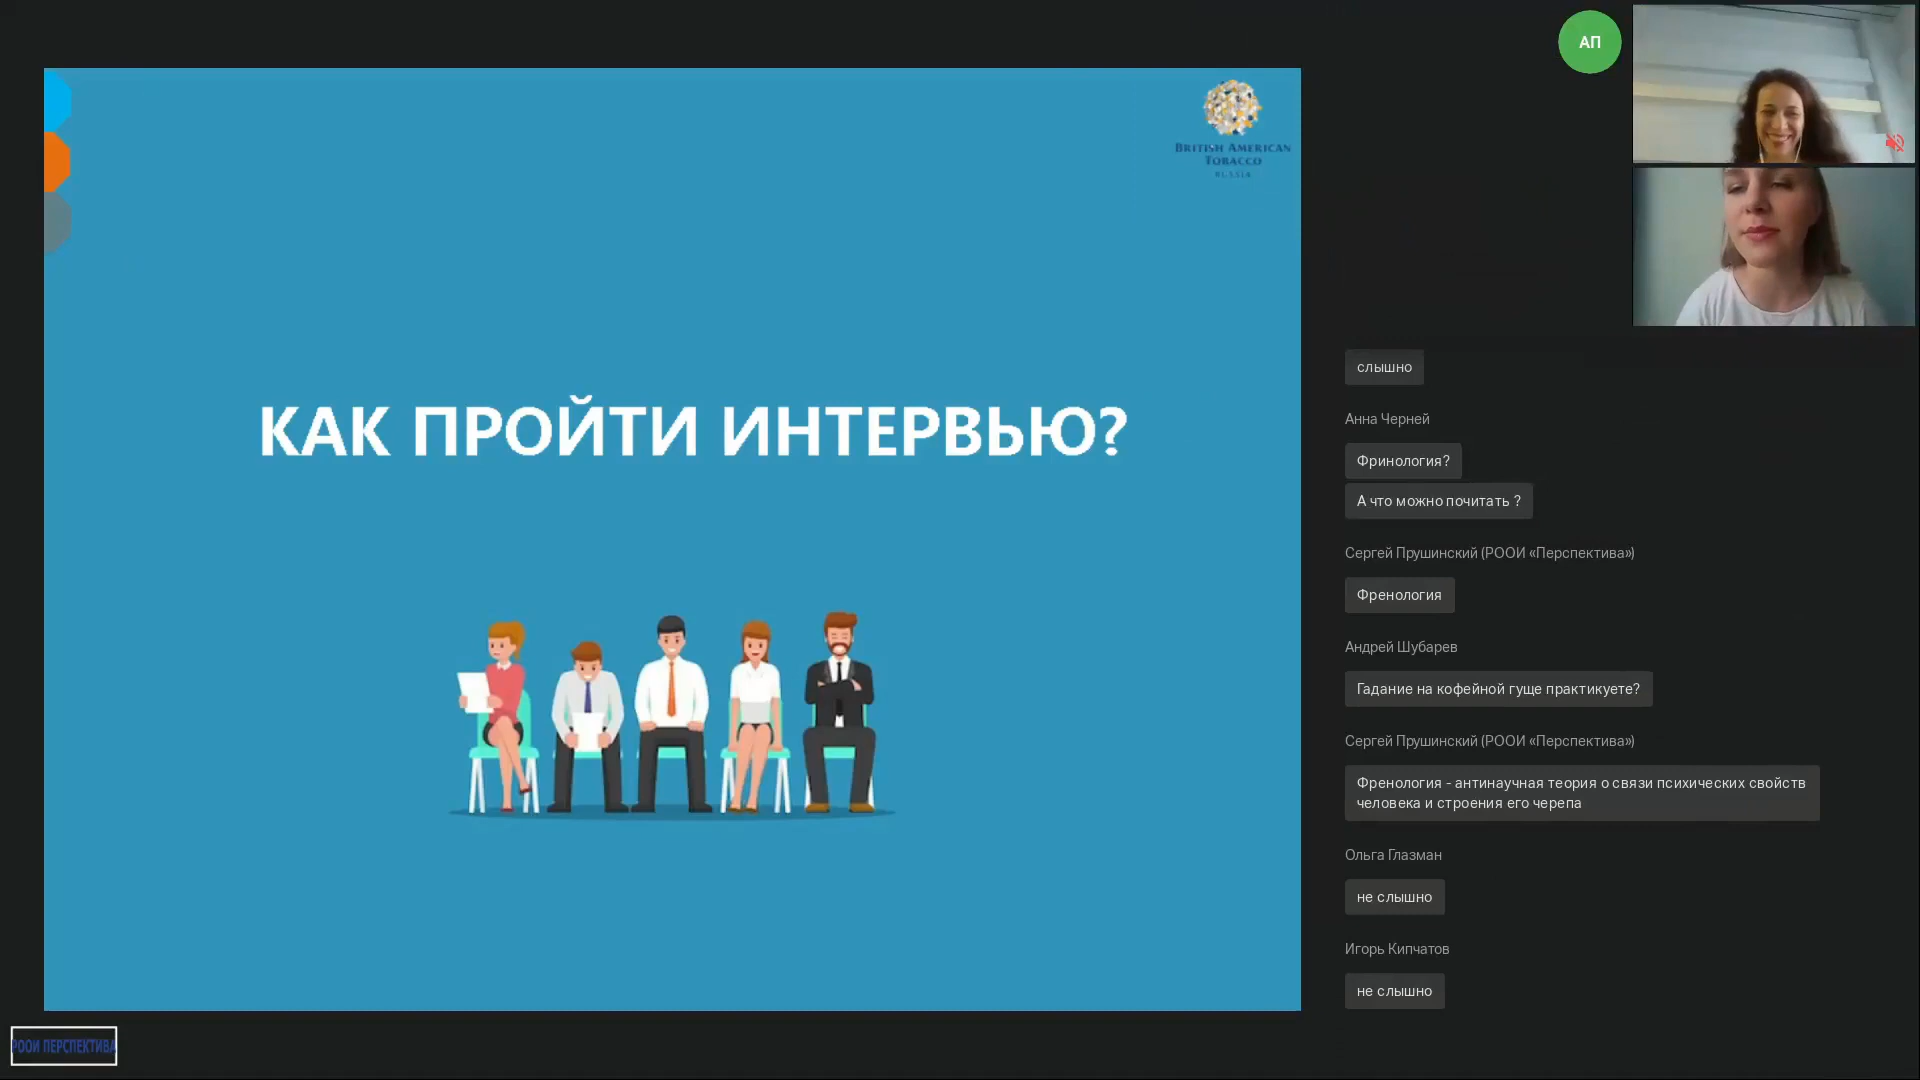 АП
BRITISH AMERICAN
TOBACCO
RUSSIA
КАК ПРОЙТИ ИНТЕРВЬЮ?
слышно
Анна Черней
Фринология?
А что можно почитать ?
Сергей Прушинский (РООИ «Перспектива»)
Френология
Андрей Шубарев
Гадание на кофейной гуще практикуете?
Сергей Прушинский (РООИ «Перспектива»)
Френология - антинаучная теория о связи психических свойств
человека и строения его черепа
Ольга Глазман
не слышно
Игорь Кипчатов
не слышно
РООИ ПЕРСПЕКТИВА